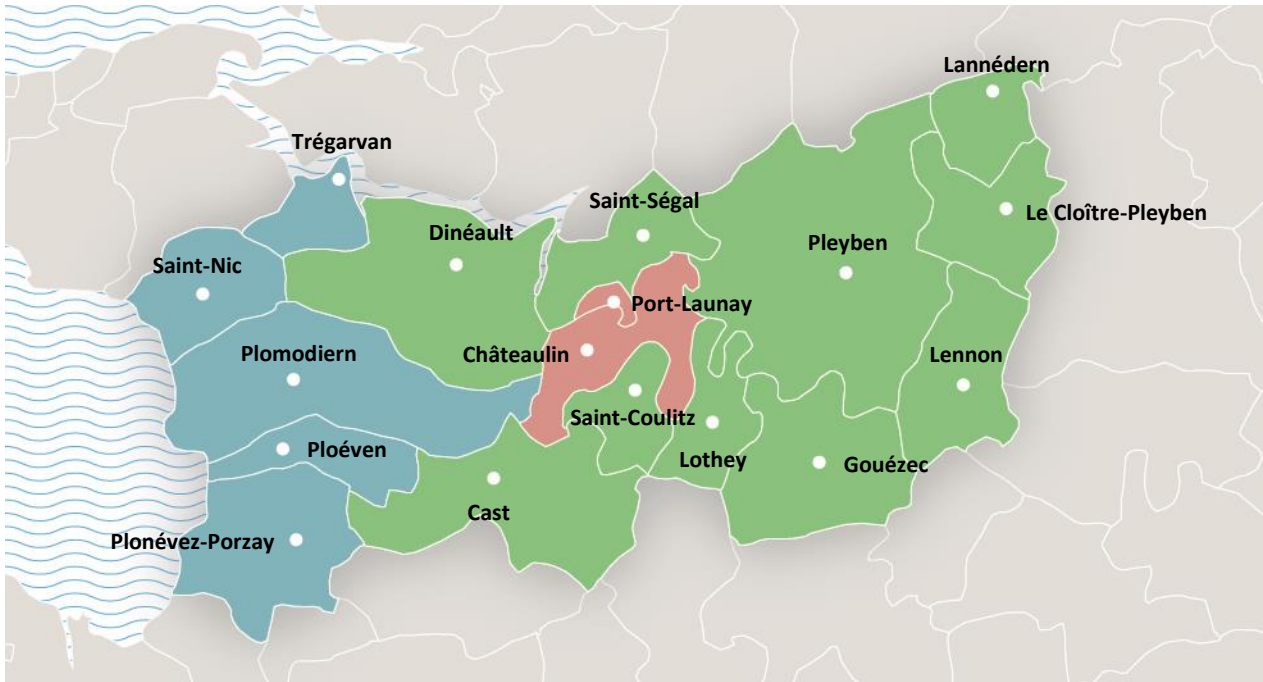 Lannédern
Trégarvan
Saint-Ségal
Le Cloître-Pleyben
Dinéault
Pleyben
Saint-Nic
Port-Launay
Plomodiern
Châteaulin
Lennon
Saint-Coulitz
Ploéven
Lothey
Gouézec
Cast
Plonévez-Porzay